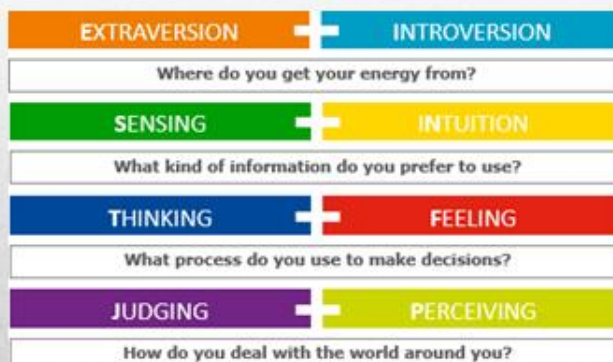 EXTRAVERSION INTROVERSION
Where do you get your energy from?
SENSING INTUITION
What kind of information do you prefer to use?
THINKING FEELING
What process do you use to make decisions?
JUDGING PERCEIVING
How do you deal with the world around you?